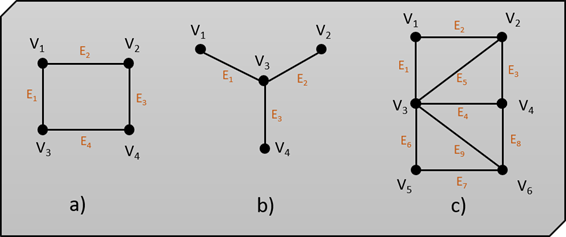 V1 E2 V2
E1 E3
V3 E4 V4
a)
V1 V2
V3
E1 E2
E3
V4
b)
V1 E2 V2
E1 E5 E3
V3 E4 V4
E6 E9 E8
V5 E7 V6
c)